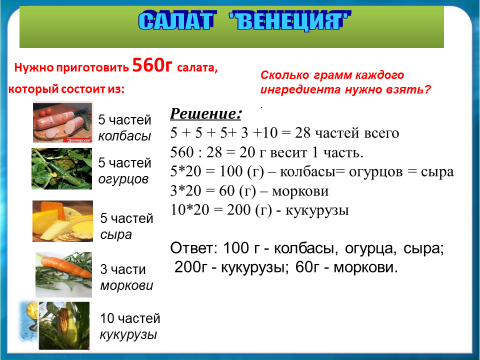 САЛАТ "ВЕНЕЦИЯ"
Нужно приготовить 560г салата,
который состоит из:
Сколько грамм каждого
ингредиента нужно взять?
.
5 частей
колбасы
5 частей
огурцов
5 частей
сыра
3 части
моркови
10 частей
кукурузы
Решение:
5 + 5 + 5+ 3 +10 = 28 частей всего
560 : 28 = 20 г весит 1 часть.
5*20 = 100 (г) – колбасы= огурцов = сыра
3*20 = 60 (г) – моркови
10*20 = 200 (г) - кукурузы
Ответ: 100 г - колбасы, огурца, сыра;
200г - кукурузы; 60г - моркови.